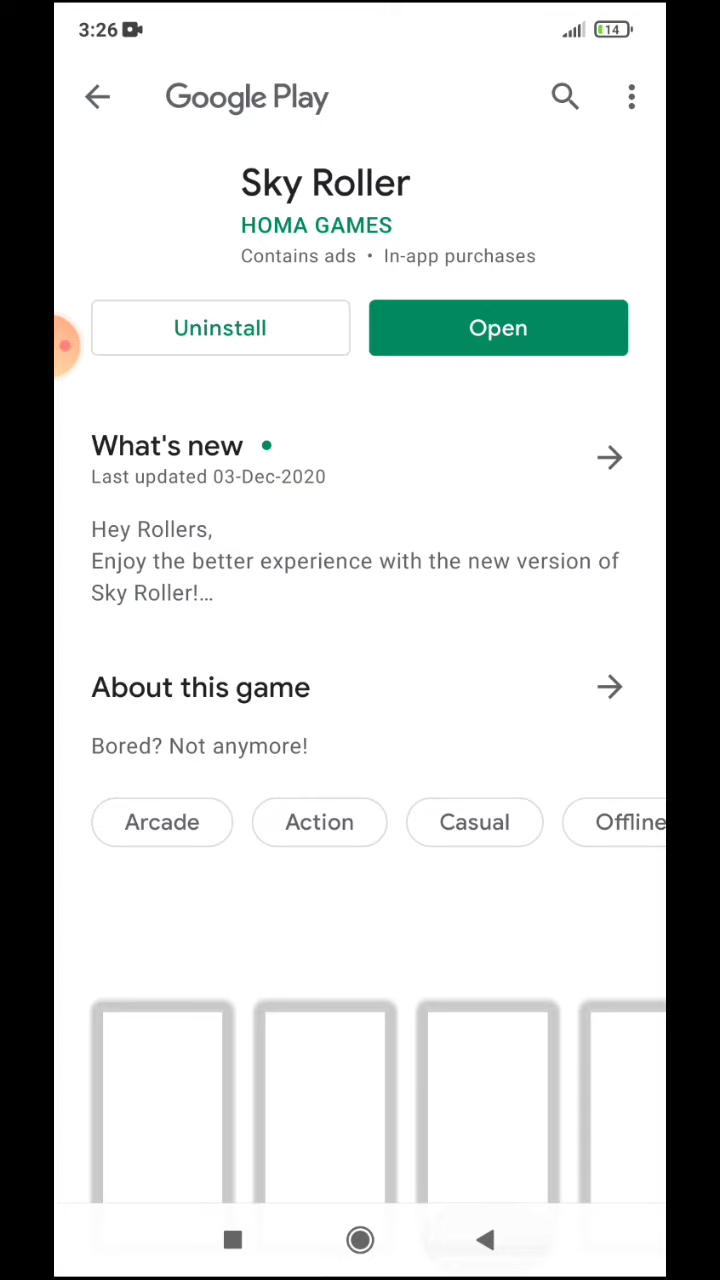 3:26
14
Google Play
Sky Roller
HOMA GAMES
Contains ads • In-app purchases
Uninstall
Open
What's new
Last updated 03-Dec-2020
Hey Rollers,
Enjoy the better experience with the new version of
Sky Roller!...
About this game
Bored? Not anymore!
Arcade
Action
Casual
Offline